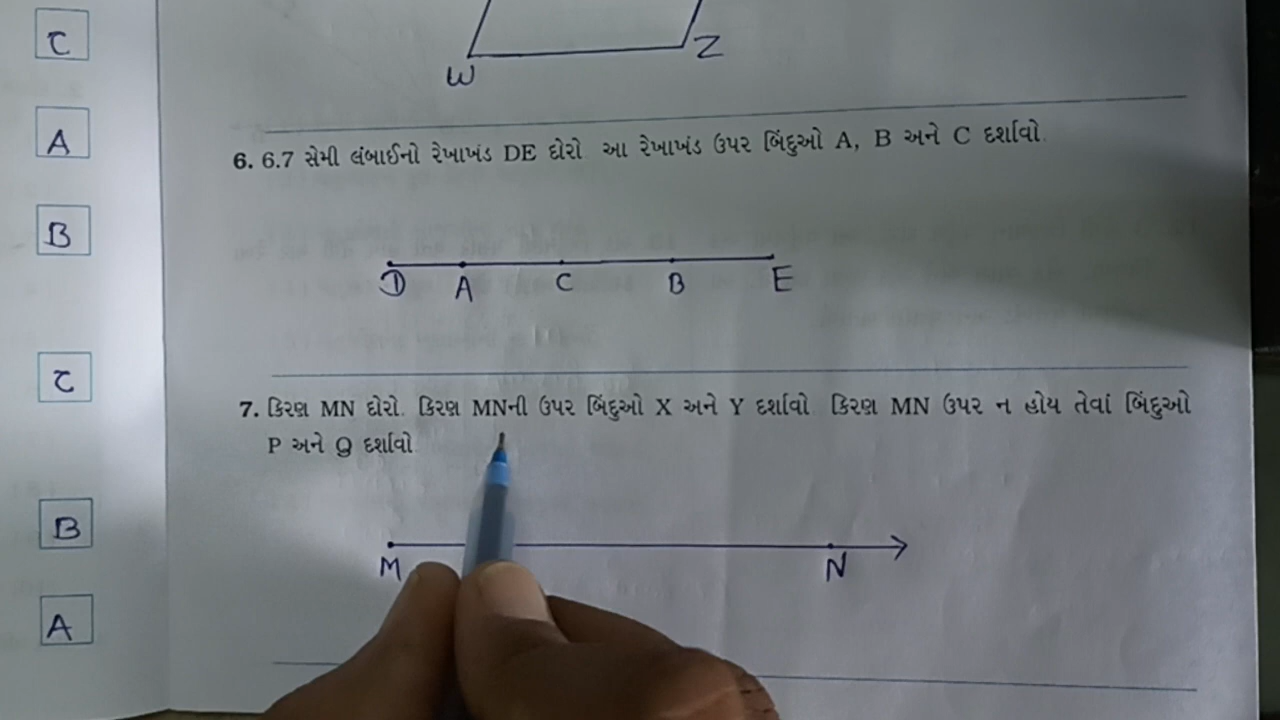 C
W Z
A
6. 6.7 સેમી લંબાઈનો રેખાખંડ DE દોરો. આ રેખાખંડ ઉપર બિંદુઓ A, B અને C દર્શાવો.
B
D A C B E
C
7. કિરણ MN દોરો. કિરણ MNની ઉપર બિંદુઓ X અને Y દર્શાવો. કિરણ MN ઉપર ન હોય તેવાં બિંદુઓ
P અને Q દર્શાવો.
B
M N
A